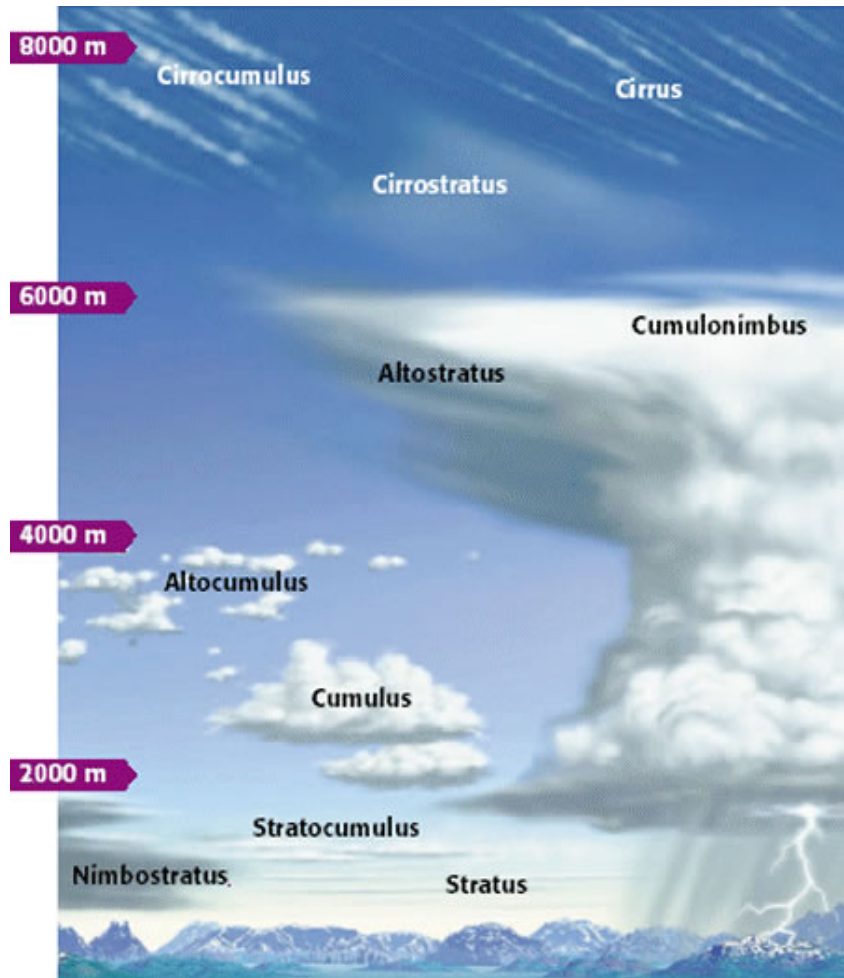 8000 m
Cirrocumulus
Cirrus
Cirrostratus
6000 m
Cumulonimbus
Altostratus
4000 m
Altocumulus
Cumulus
2000 m
Stratocumulus
Nimbostratus.
Stratus